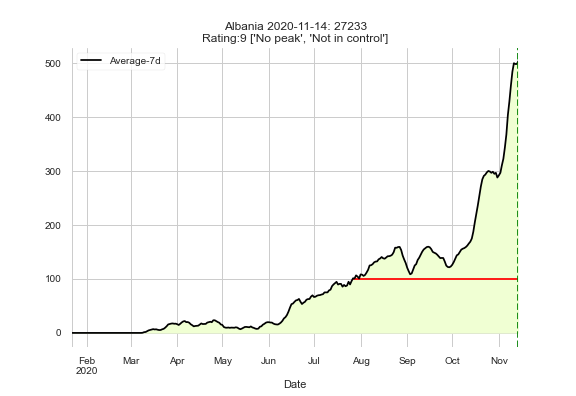 Albania 2020-11-14: 27233
Rating:9 ['No peak', 'Not in control']
Average-7d
500
400
300
200
100
0
Feb Mar Apr May Jun Jul Aug Sep Oct Nov
2020
Date